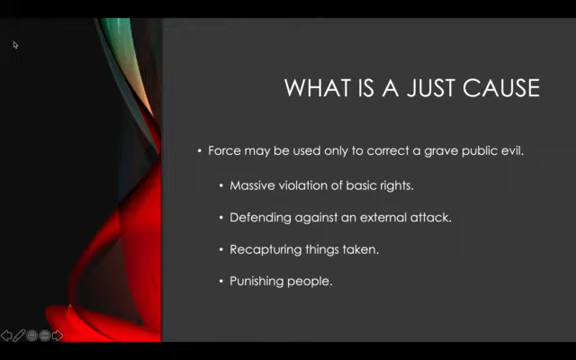 WHAT IS A JUST CAUSE
• Force may be used only to correct a grave public evil.
• Massive violation of basic rights.
• Defending against an external attack.
• Recapturing things taken.
• Punishing people.